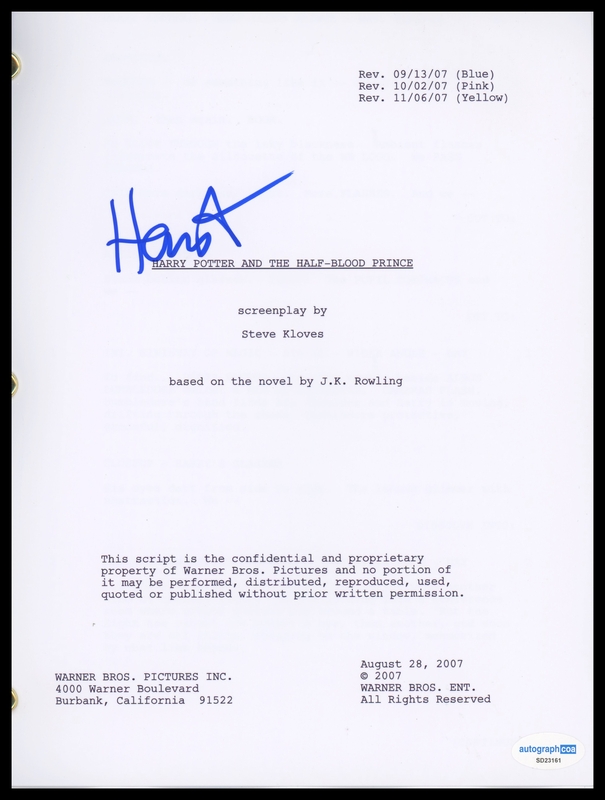 Rev. 09/13/07 (Blue)
Rev. 10/02/07 (Pink)
Rev. 11/06/07 (Yellow)
HARRY POTTER AND THE HALF-BLOOD PRINCE
screenplay by
Steve Kloves
based on the novel by J.K. Rowling
This script is the confidential and proprietary
property of Warner Bros. Pictures and no portion of
it may be performed, distributed, reproduced, used,
quoted or published without prior written permission.
WARNER BROS. PICTURES INC.
4000 Warner Boulevard
Burbank, California 91522
August 28, 2007
© 2007
WARNER BROS. ENT.
All Rights Reserved
autographcoa
SD23161